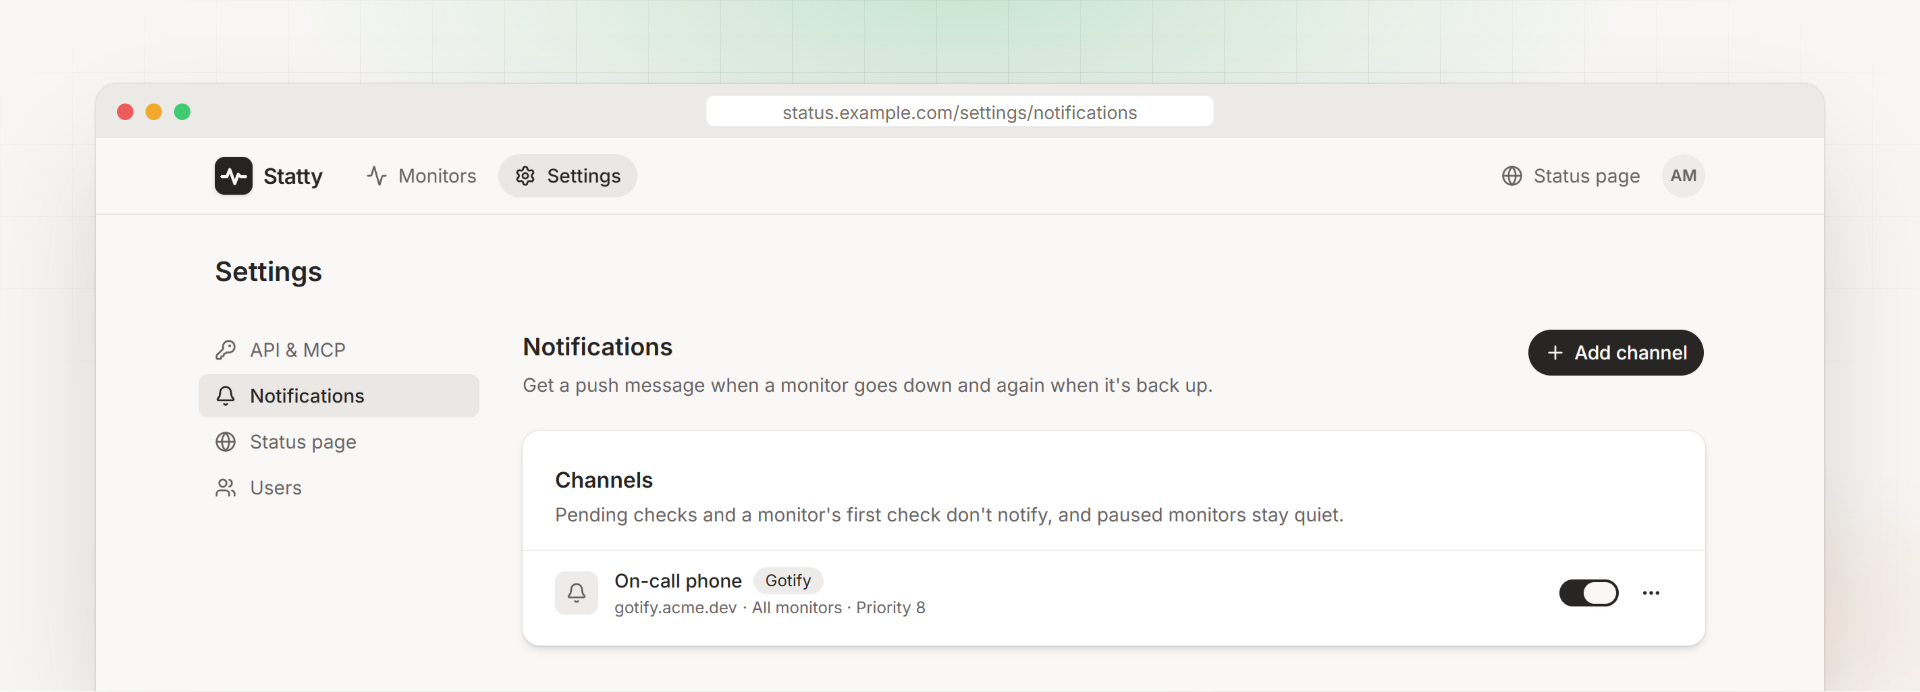 status.example.com/settings/notifications
Statty
Monitors
Settings
Status page
AM
Settings
API & MCP
Notifications
Status page
Users
Notifications
Get a push message when a monitor goes down and again when it's back up.
Add channel
Channels
Pending checks and a monitor's first check don't notify, and paused monitors stay quiet.
On-call phone
Gotify
gotify.acme.dev · All monitors · Priority 8